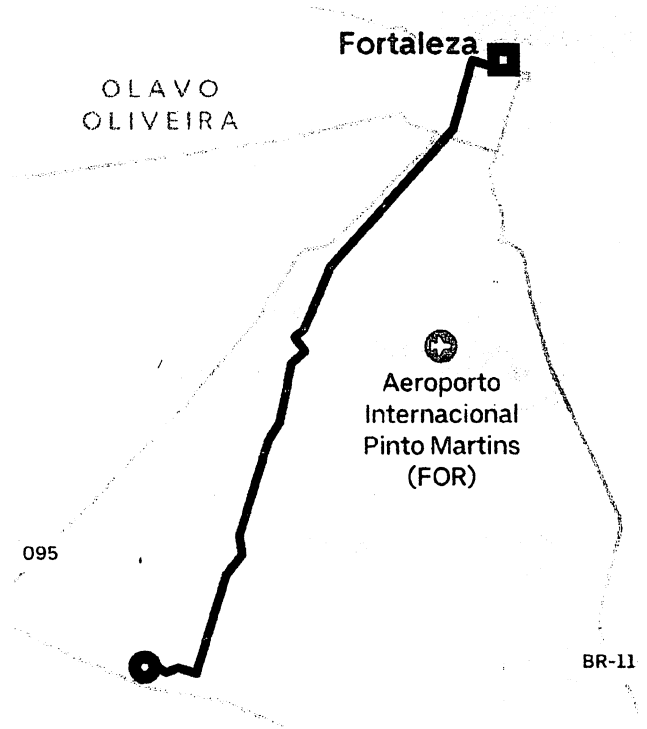 Fortaleza
OLAVO
OLIVEIRA
Aeroporto
Internacional
Pinto Martins
(FOR)
095
BR-11